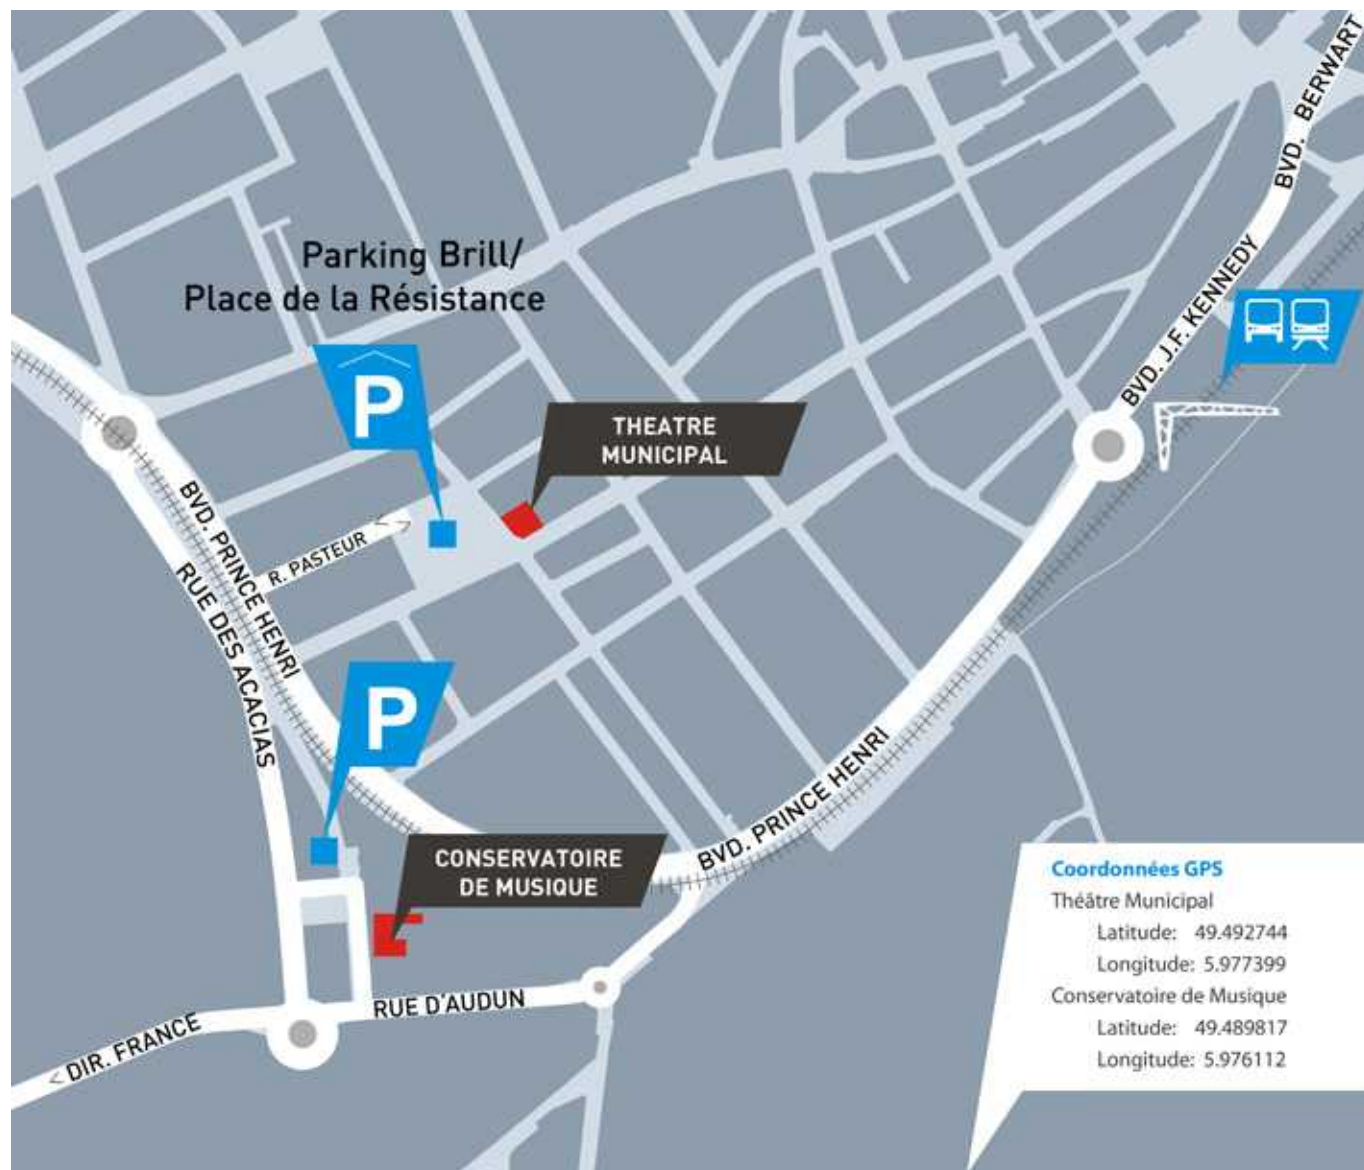 BVD. BERWART
Parking Brill/
Place de la Résistance
BVD. J.F. KENNEDY
P
THEATRE
MUNICIPAL
BVD. PRINCE HENRI
R. PASTEUR
RUE DES ACACIAS
P
BVD. PRINCE HENRI
CONSERVATOIRE
DE MUSIQUE
RUE D'AUDUN
< DIR. FRANCE
Coordonnées GPS
Théâtre Municipal
Latitude: 49.492744
Longitude: 5.977399
Conservatoire de Musique
Latitude: 49.489817
Longitude: 5.976112